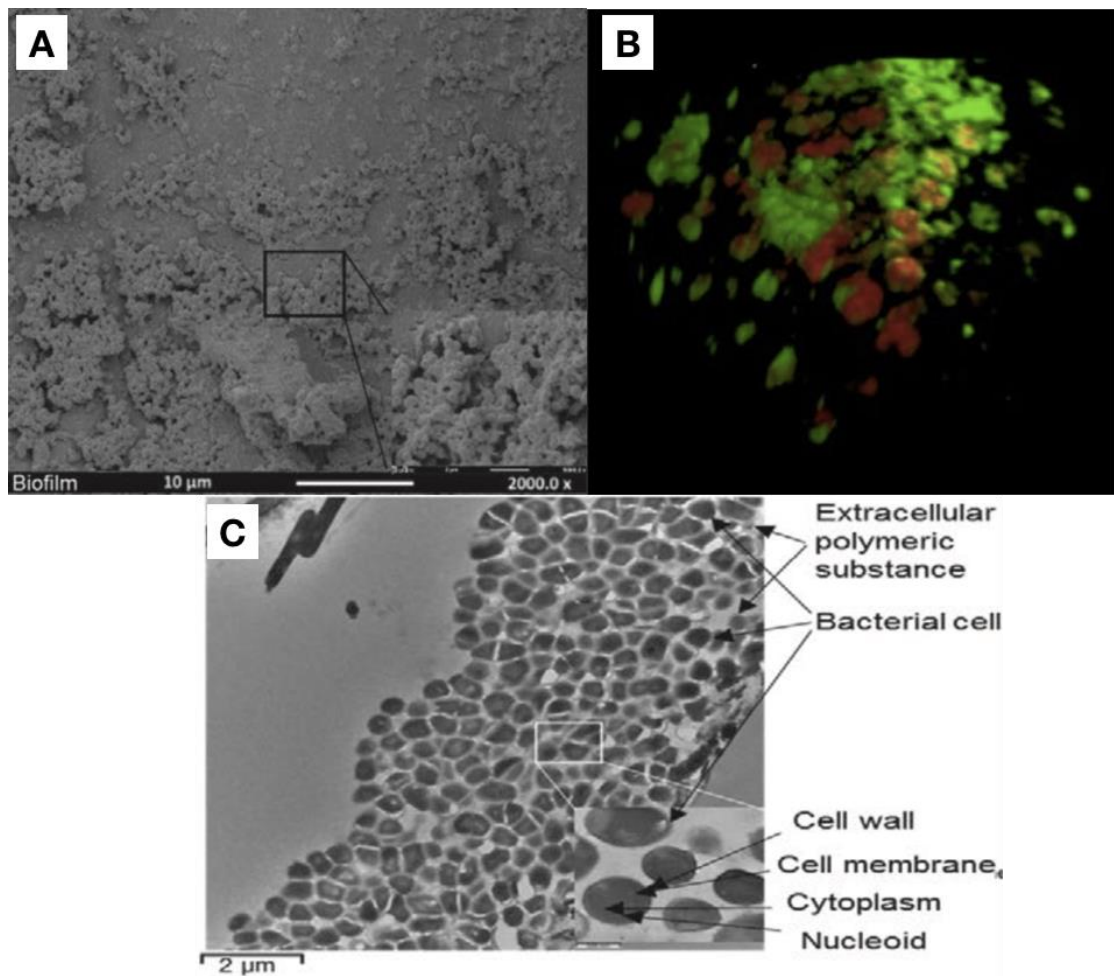 A
B
Biofilm 10 µm 2000.0 x
C
Extracellular
polymeric
substance
Bacterial cell
Cell wall
Cell membrane
Cytoplasm
Nucleoid
2 µm